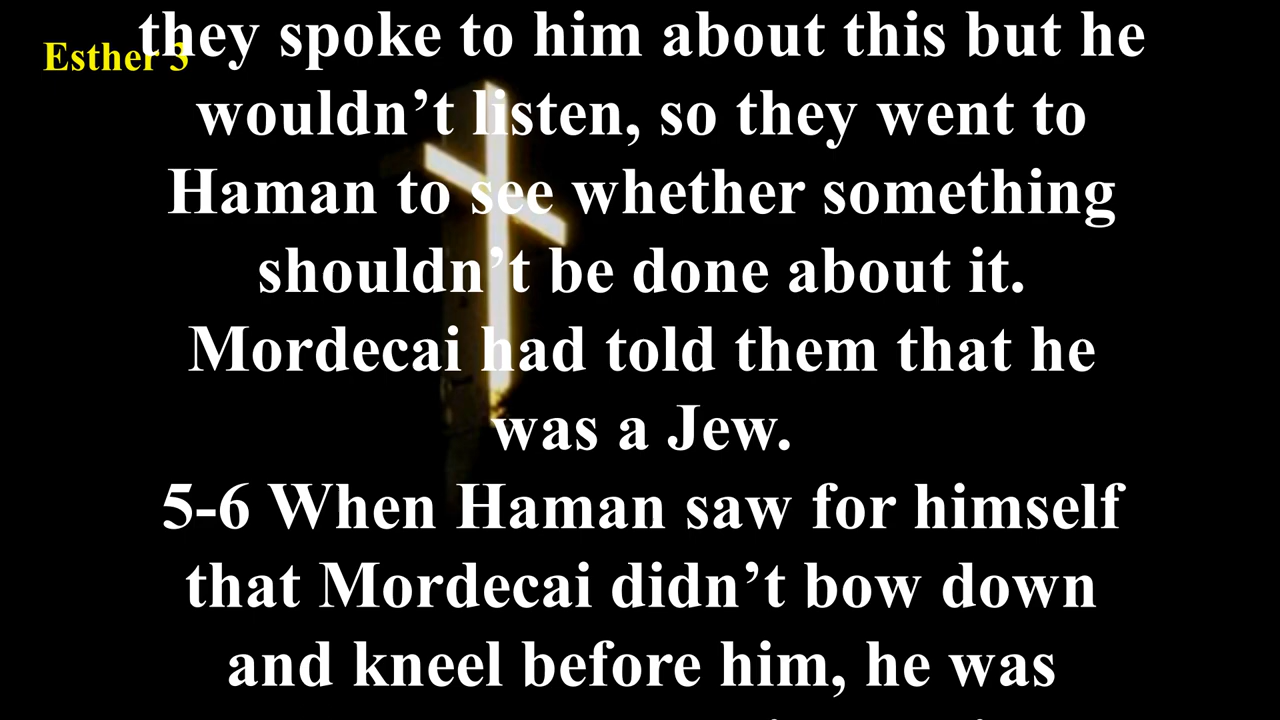 Esther 3
they spoke to him about this but he
wouldn’t listen, so they went to
Haman to see whether something
shouldn’t be done about it.
Mordecai had told them that he
was a Jew.
5-6 When Haman saw for himself
that Mordecai didn’t bow down
and kneel before him, he was